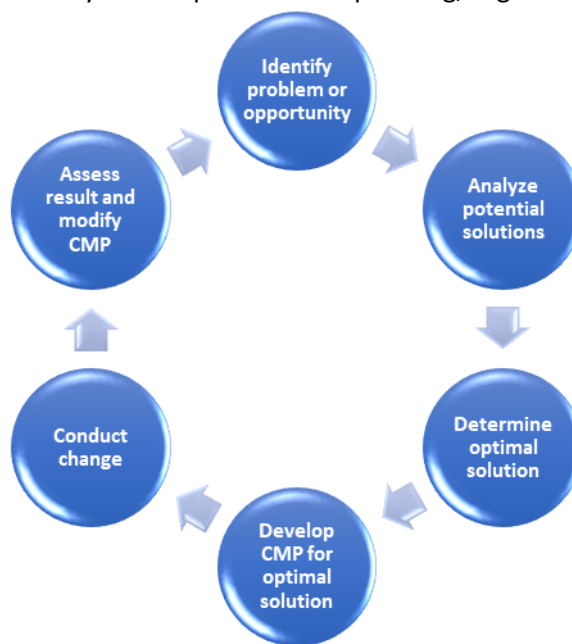 Identify
problem or
opportunity
Analyze
potential
solutions
Determine
optimal
solution
Develop
CMP for
optimal
solution
Conduct
change
Assess
result and
modify
CMP